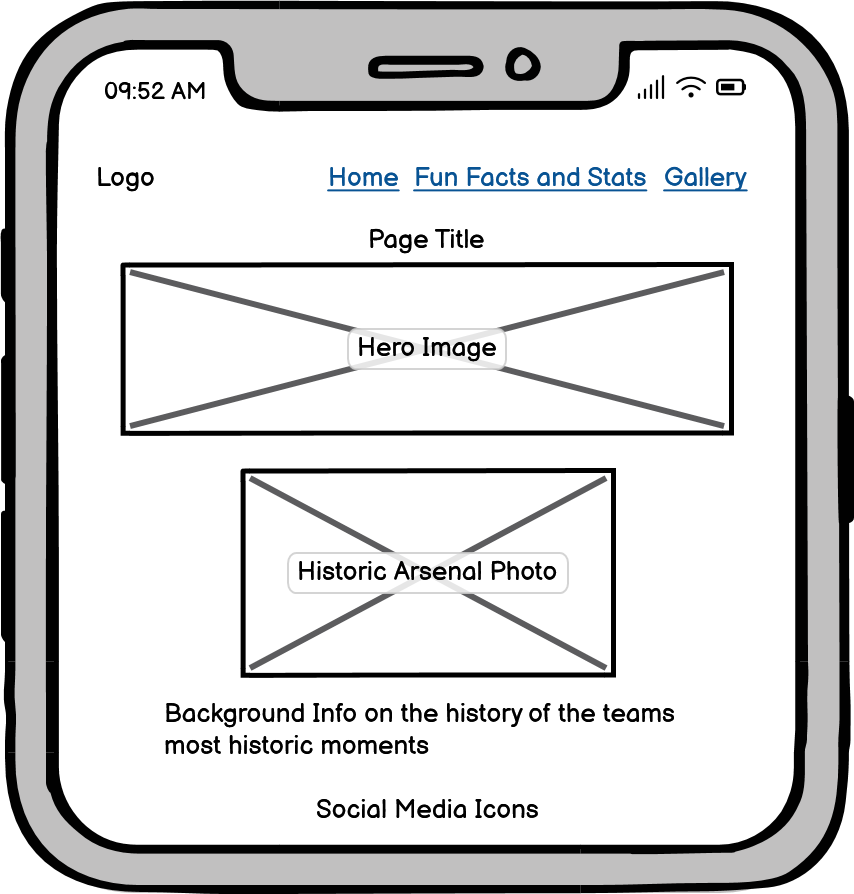 09:52 AM
Logo Home Fun Facts and Stats Gallery
Page Title
Hero Image
Historic Arsenal Photo
Background Info on the history of the teams
most historic moments
Social Media Icons